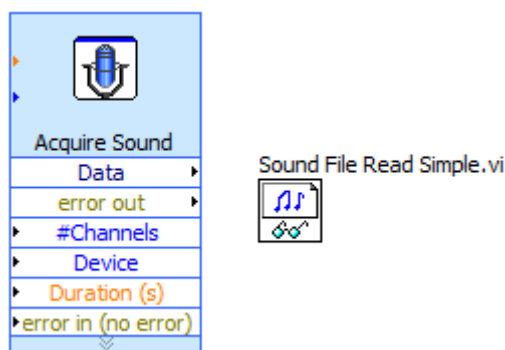 Acquire Sound
Data
error out
#Channels
Device
Duration (s)
error in (no error)
Sound File Read Simple.vi